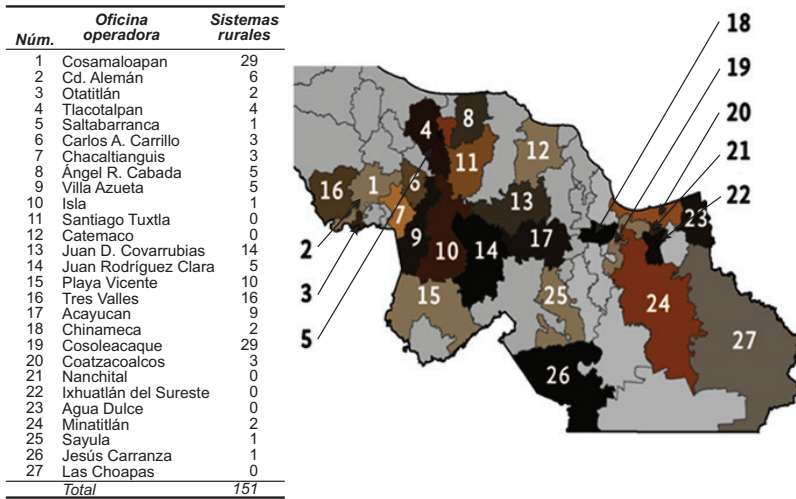 Núm. Oficina operadora Sistemas rurales
1 Cosamaloapan 29
2 Cd. Alemán 6
3 Otatitlán 2
4 Tlacotalpan 4
5 Saltabarranca 1
6 Carlos A. Carrillo 3
7 Chacaltianguis 3
8 Ángel R. Cabada 5
9 Villa Azueta 5
10 Isla 1
11 Santiago Tuxtla 0
12 Catemaco 0
13 Juan D. Covarrubias 14
14 Juan Rodríguez Clara 5
15 Playa Vicente 10
16 Tres Valles 16
17 Acayucan 9
18 Chinameca 2
19 Cosoleacaque 29
20 Coatzacoalcos 3
21 Nanchital 0
22 Ixhuatlán del Sureste 0
23 Agua Dulce 0
24 Minatitlán 2
25 Sayula 1
26 Jesús Carranza 1
27 Las Choapas 0
Total 151
18
19
20
21
22
4
8
11
12
16
1
6
7
13
23
9
10
14
17
2
3
5
15
25
24
27
26